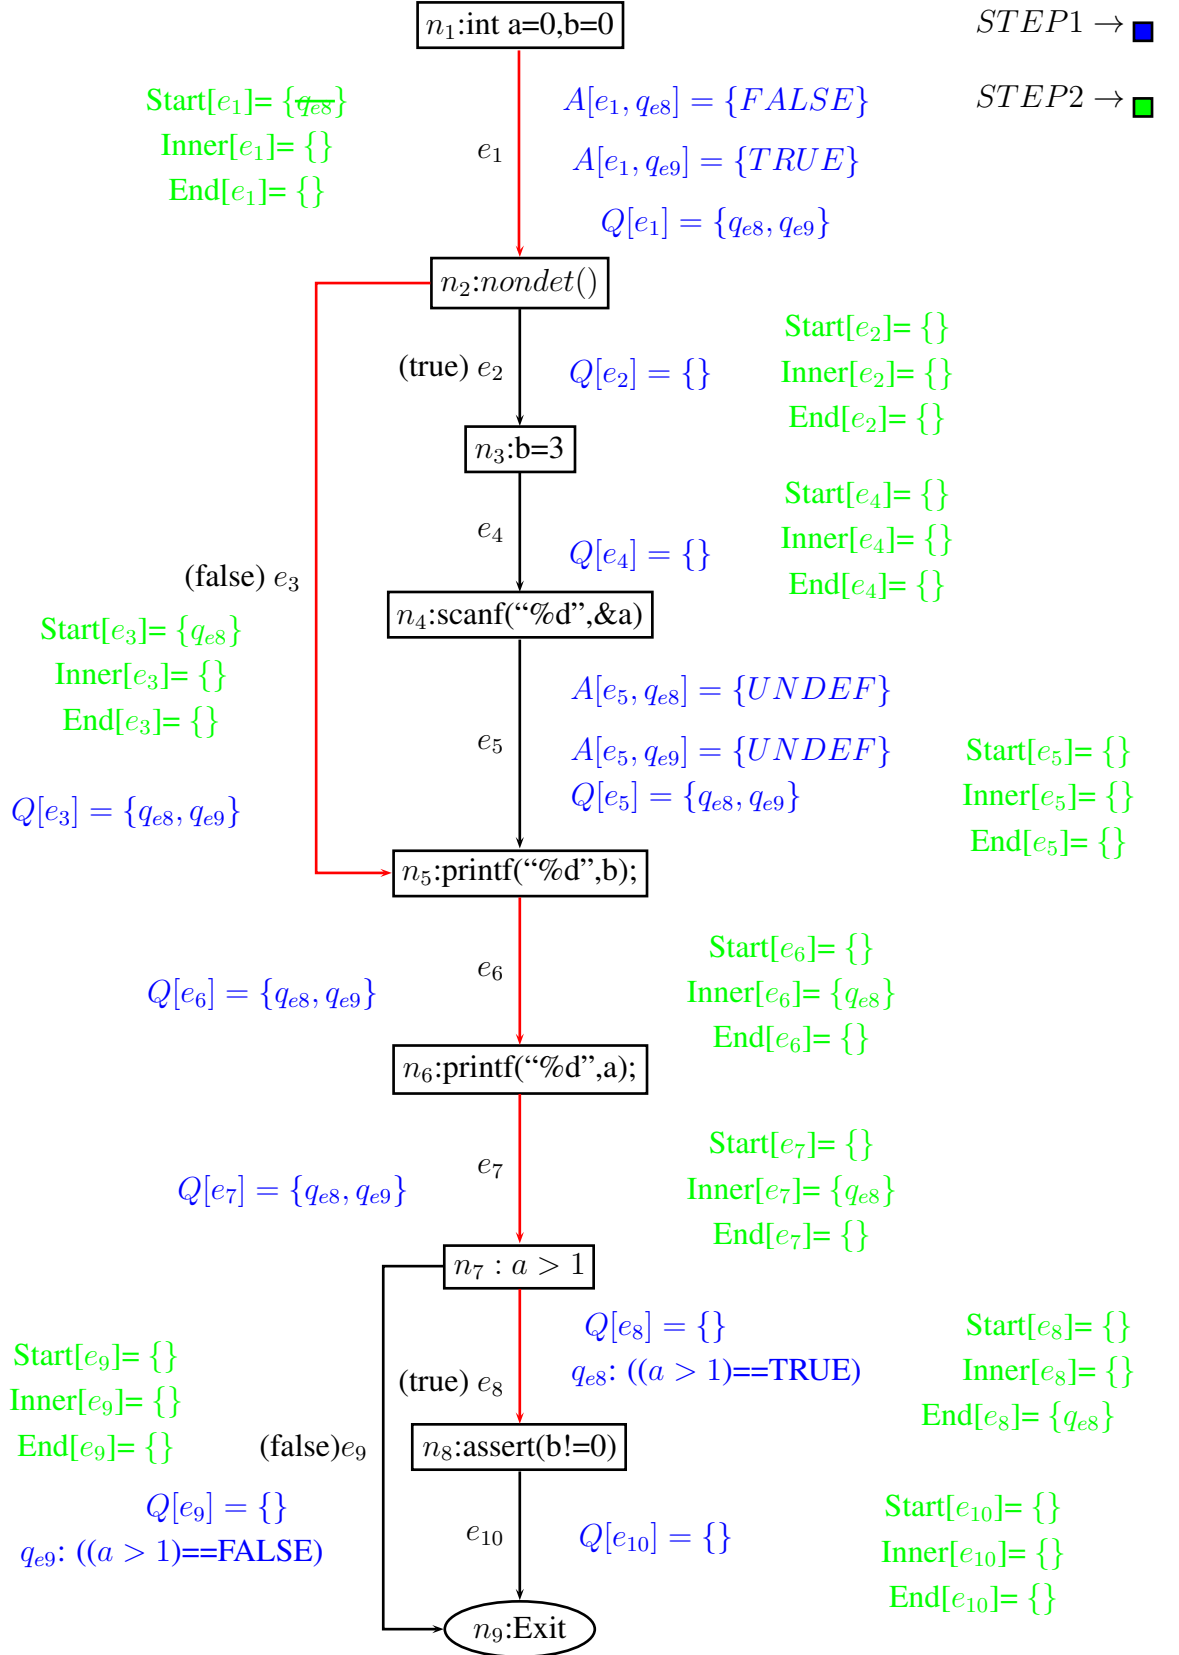 n1:int a=0,b=0
STEP1 →
STEP2 →
Start[e1]= {qe8}
Inner[e1]= {}
End[e1]= {}
e1
A[e1, qe8] = {FALSE}
A[e1, qe9] = {TRUE}
Q[e1] = {qe8, qe9}
n2:nondet()
(true) e2
Q[e2] = {}
Start[e2]= {}
Inner[e2]= {}
End[e2]= {}
n3:b=3
e4
Q[e4] = {}
Start[e4]= {}
Inner[e4]= {}
End[e4]= {}
(false) e3
n4:scanf(“%d”,&a)
Start[e3]= {qe8}
Inner[e3]= {}
End[e3]= {}
Q[e3] = {qe8, qe9}
e5
A[e5, qe8] = {UNDEF}
A[e5, qe9] = {UNDEF}
Q[e5] = {qe8, qe9}
Start[e5]= {}
Inner[e5]= {}
End[e5]= {}
n5:printf(“%d”,b);
Q[e6] = {qe8, qe9}
e6
Start[e6]= {}
Inner[e6]= {qe8}
End[e6]= {}
n6:printf(“%d”,a);
Q[e7] = {qe8, qe9}
e7
Start[e7]= {}
Inner[e7]= {qe8}
End[e7]= {}
n7 : a > 1
Q[e8] = {}
qe8: ((a > 1)==TRUE)
(true) e8
Start[e8]= {}
Inner[e8]= {}
End[e8]= {qe8}
Start[e9]= {}
Inner[e9]= {}
End[e9]= {}
(false)e9
n8:assert(b!=0)
Q[e9] = {}
qe9: ((a > 1)==FALSE)
e10
Q[e10] = {}
Start[e10]= {}
Inner[e10]= {}
End[e10]= {}
n9:Exit